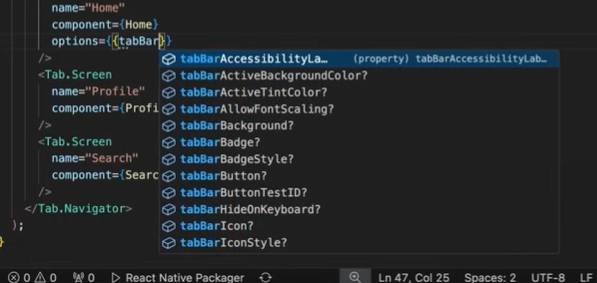 name="Home"
component={Home}
options={{tabBar}}
/>
<Tab.Screen
name="Profile"
component={Profi
/>
<Tab.Screen
name="Search"
component={Searc
/>
</Tab.Navigator>
);
}
tabBarAccessibilityLa… (property) tabBarAccessibilityLab…
tabBarActiveBackgroundColor?
tabBarActiveTintColor?
tabBarAllowFontScaling?
tabBarBackground?
tabBarBadge?
tabBarBadgeStyle?
tabBarButton?
tabBarButtonTestID?
tabBarHideOnKeyboard?
tabBarIcon?
tabBarIconStyle?
0 0 0 React Native Packager Ln 47, Col 25 Spaces: 2 UTF-8 LF